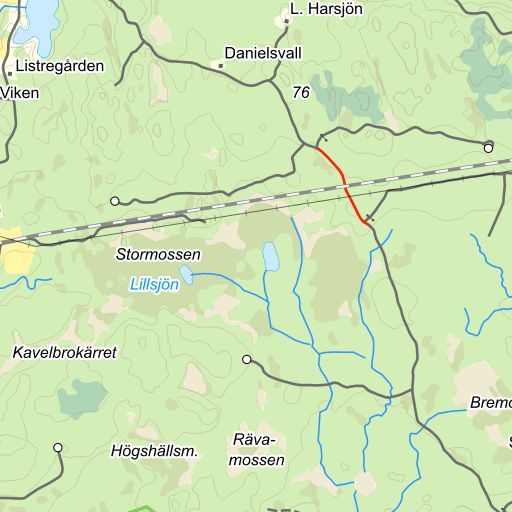 L. Harsjön
Danielsvall
Listregården
Viken
76
Stormossen
Lillsjön
Kavelbrokärret
Bremo
Räva-
mossen
Högshällsm.
S